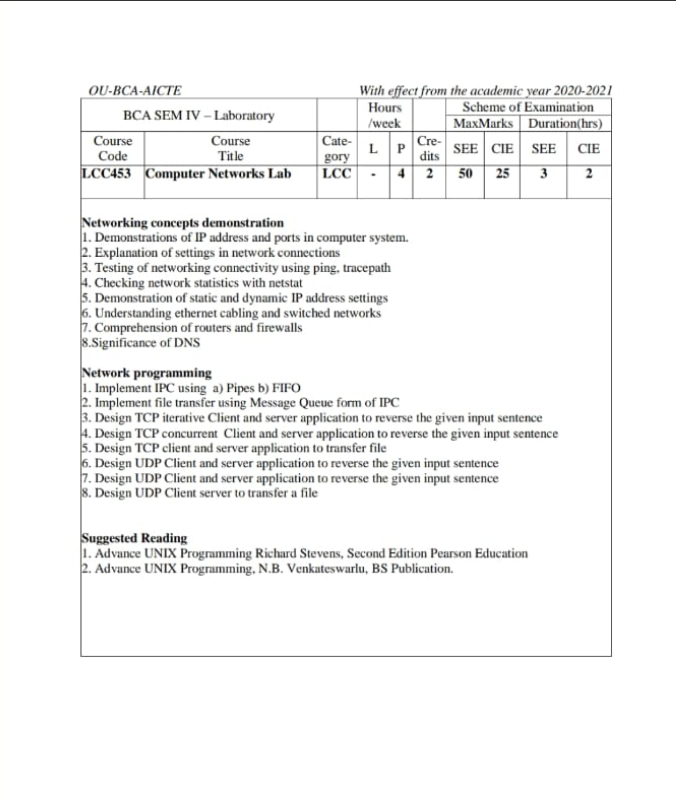 OU-BCA-AICTE With effect from the academic year 2020-2021
BCA SEM IV – Laboratory
Hours
/week
Scheme of Examination
MaxMarks Duration(hrs)
Course
Code
Course
Title
Cate-
gory
L P
Cre-
dits
SEE CIE SEE CIE
LCC453 Computer Networks Lab LCC - 4 2 50 25 3 2
Networking concepts demonstration
1. Demonstrations of IP address and ports in computer system.
2. Explanation of settings in network connections
3. Testing of networking connectivity using ping, tracepath
4. Checking network statistics with netstat
5. Demonstration of static and dynamic IP address settings
6. Understanding ethernet cabling and switched networks
7. Comprehension of routers and firewalls
8.Significance of DNS
Network programming
1. Implement IPC using a) Pipes b) FIFO
2. Implement file transfer using Message Queue form of IPC
3. Design TCP iterative Client and server application to reverse the given input sentence
4. Design TCP concurrent Client and server application to reverse the given input sentence
5. Design TCP client and server application to transfer file
6. Design UDP Client and server application to reverse the given input sentence
7. Design UDP Client and server application to reverse the given input sentence
8. Design UDP Client server to transfer a file
Suggested Reading
1. Advance UNIX Programming Richard Stevens, Second Edition Pearson Education
2. Advance UNIX Programming, N.B. Venkateswarlu, BS Publication.